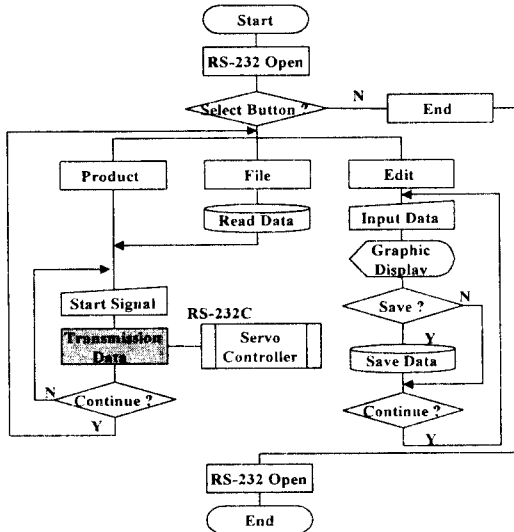 Start
RS-232 Open
Select Button ?
N
End
Product
File
Edit
Read Data
Input Data
Graphic
Display
Start Signal
RS-232C
Save ?
N
Transmission
Data
Servo
Controller
Y
Save Data
N
Continue ?
Continue ?
Y
Y
RS-232 Open
End